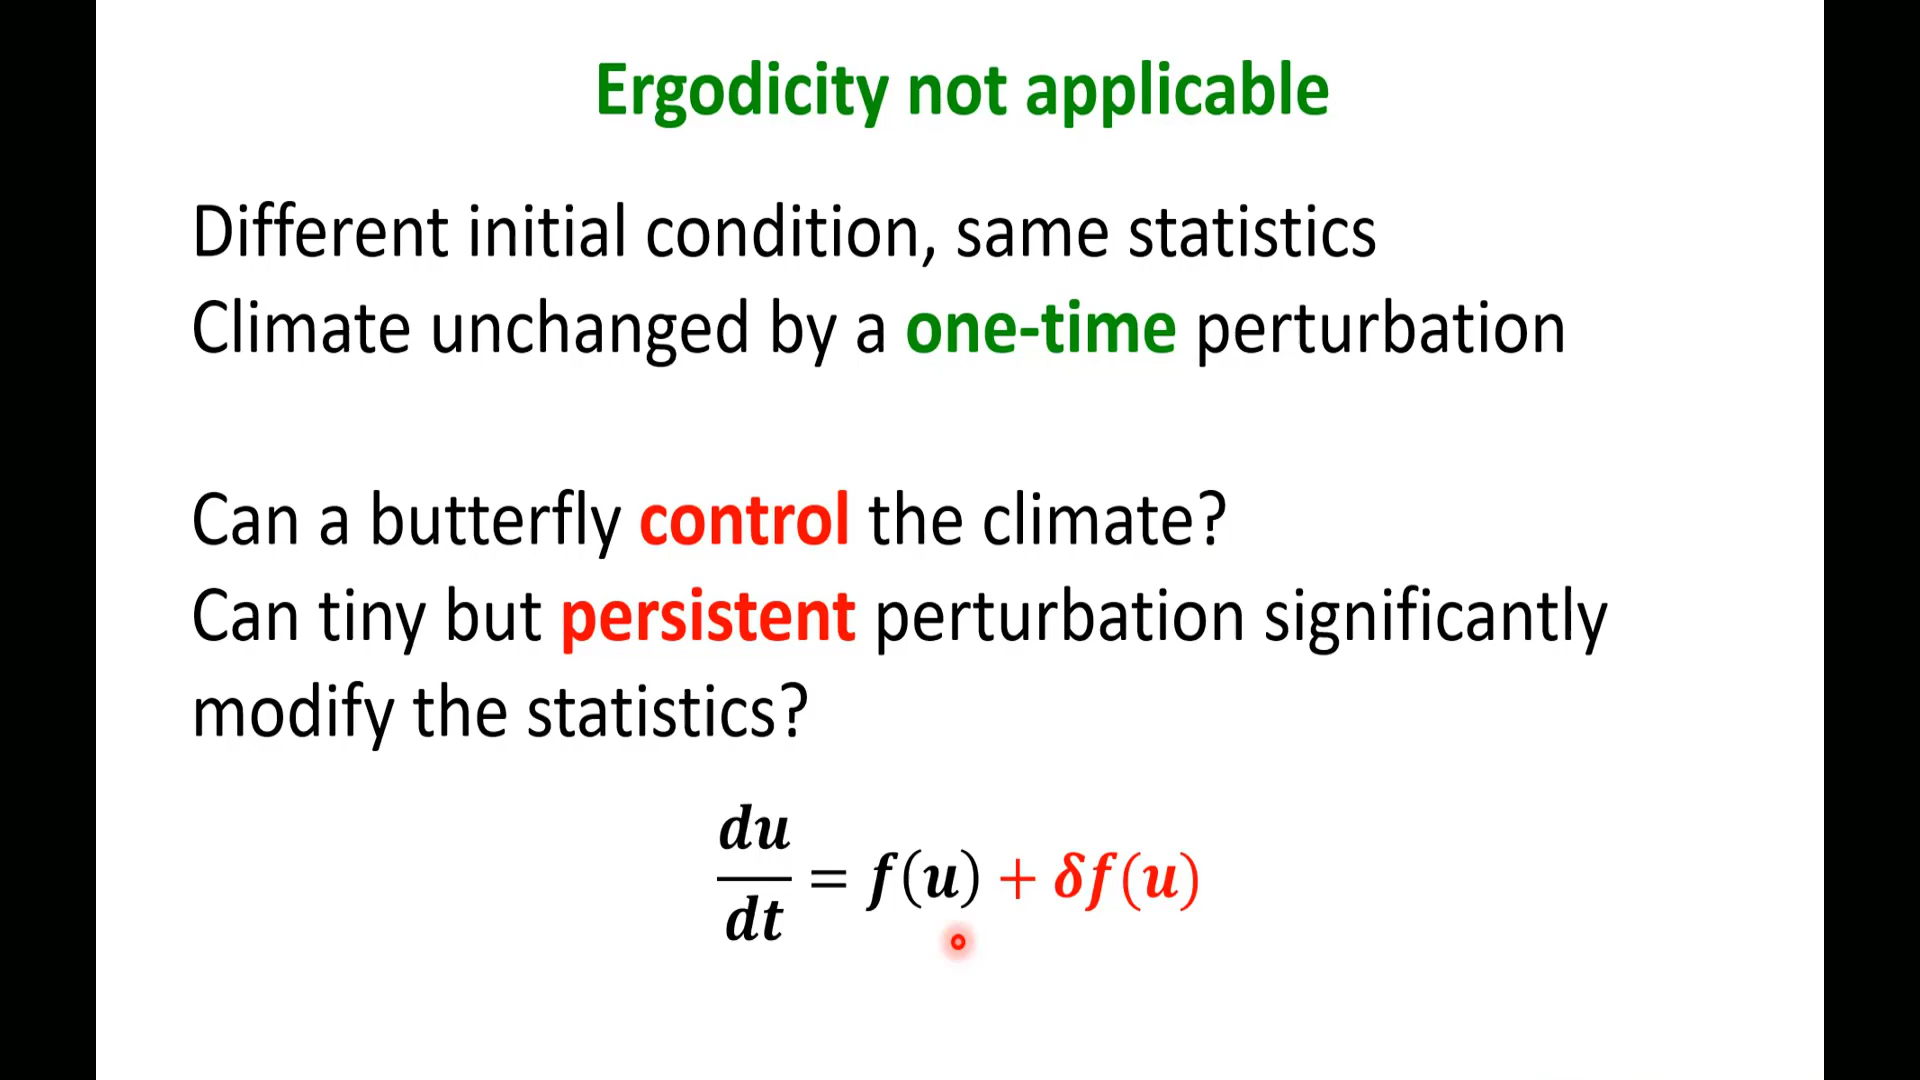 Ergodicity not applicable
Different initial condition, same statistics
Climate unchanged by a one-time perturbation
Can a butterfly control the climate?
Can tiny but persistent perturbation significantly
modify the statistics?
du/dt = f(u) + δf(u)